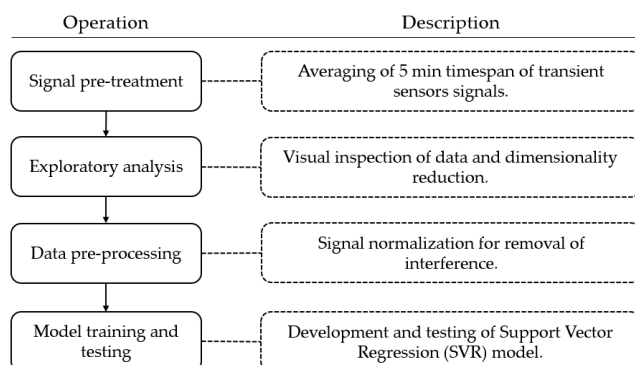 Operation
Description
Signal pre-treatment
Averaging of 5 min timespan of transient
sensors signals.
Exploratory analysis
Visual inspection of data and dimensionality
reduction.
Data pre-processing
Signal normalization for removal of
interference.
Model training and
testing
Development and testing of Support Vector
Regression (SVR) model.